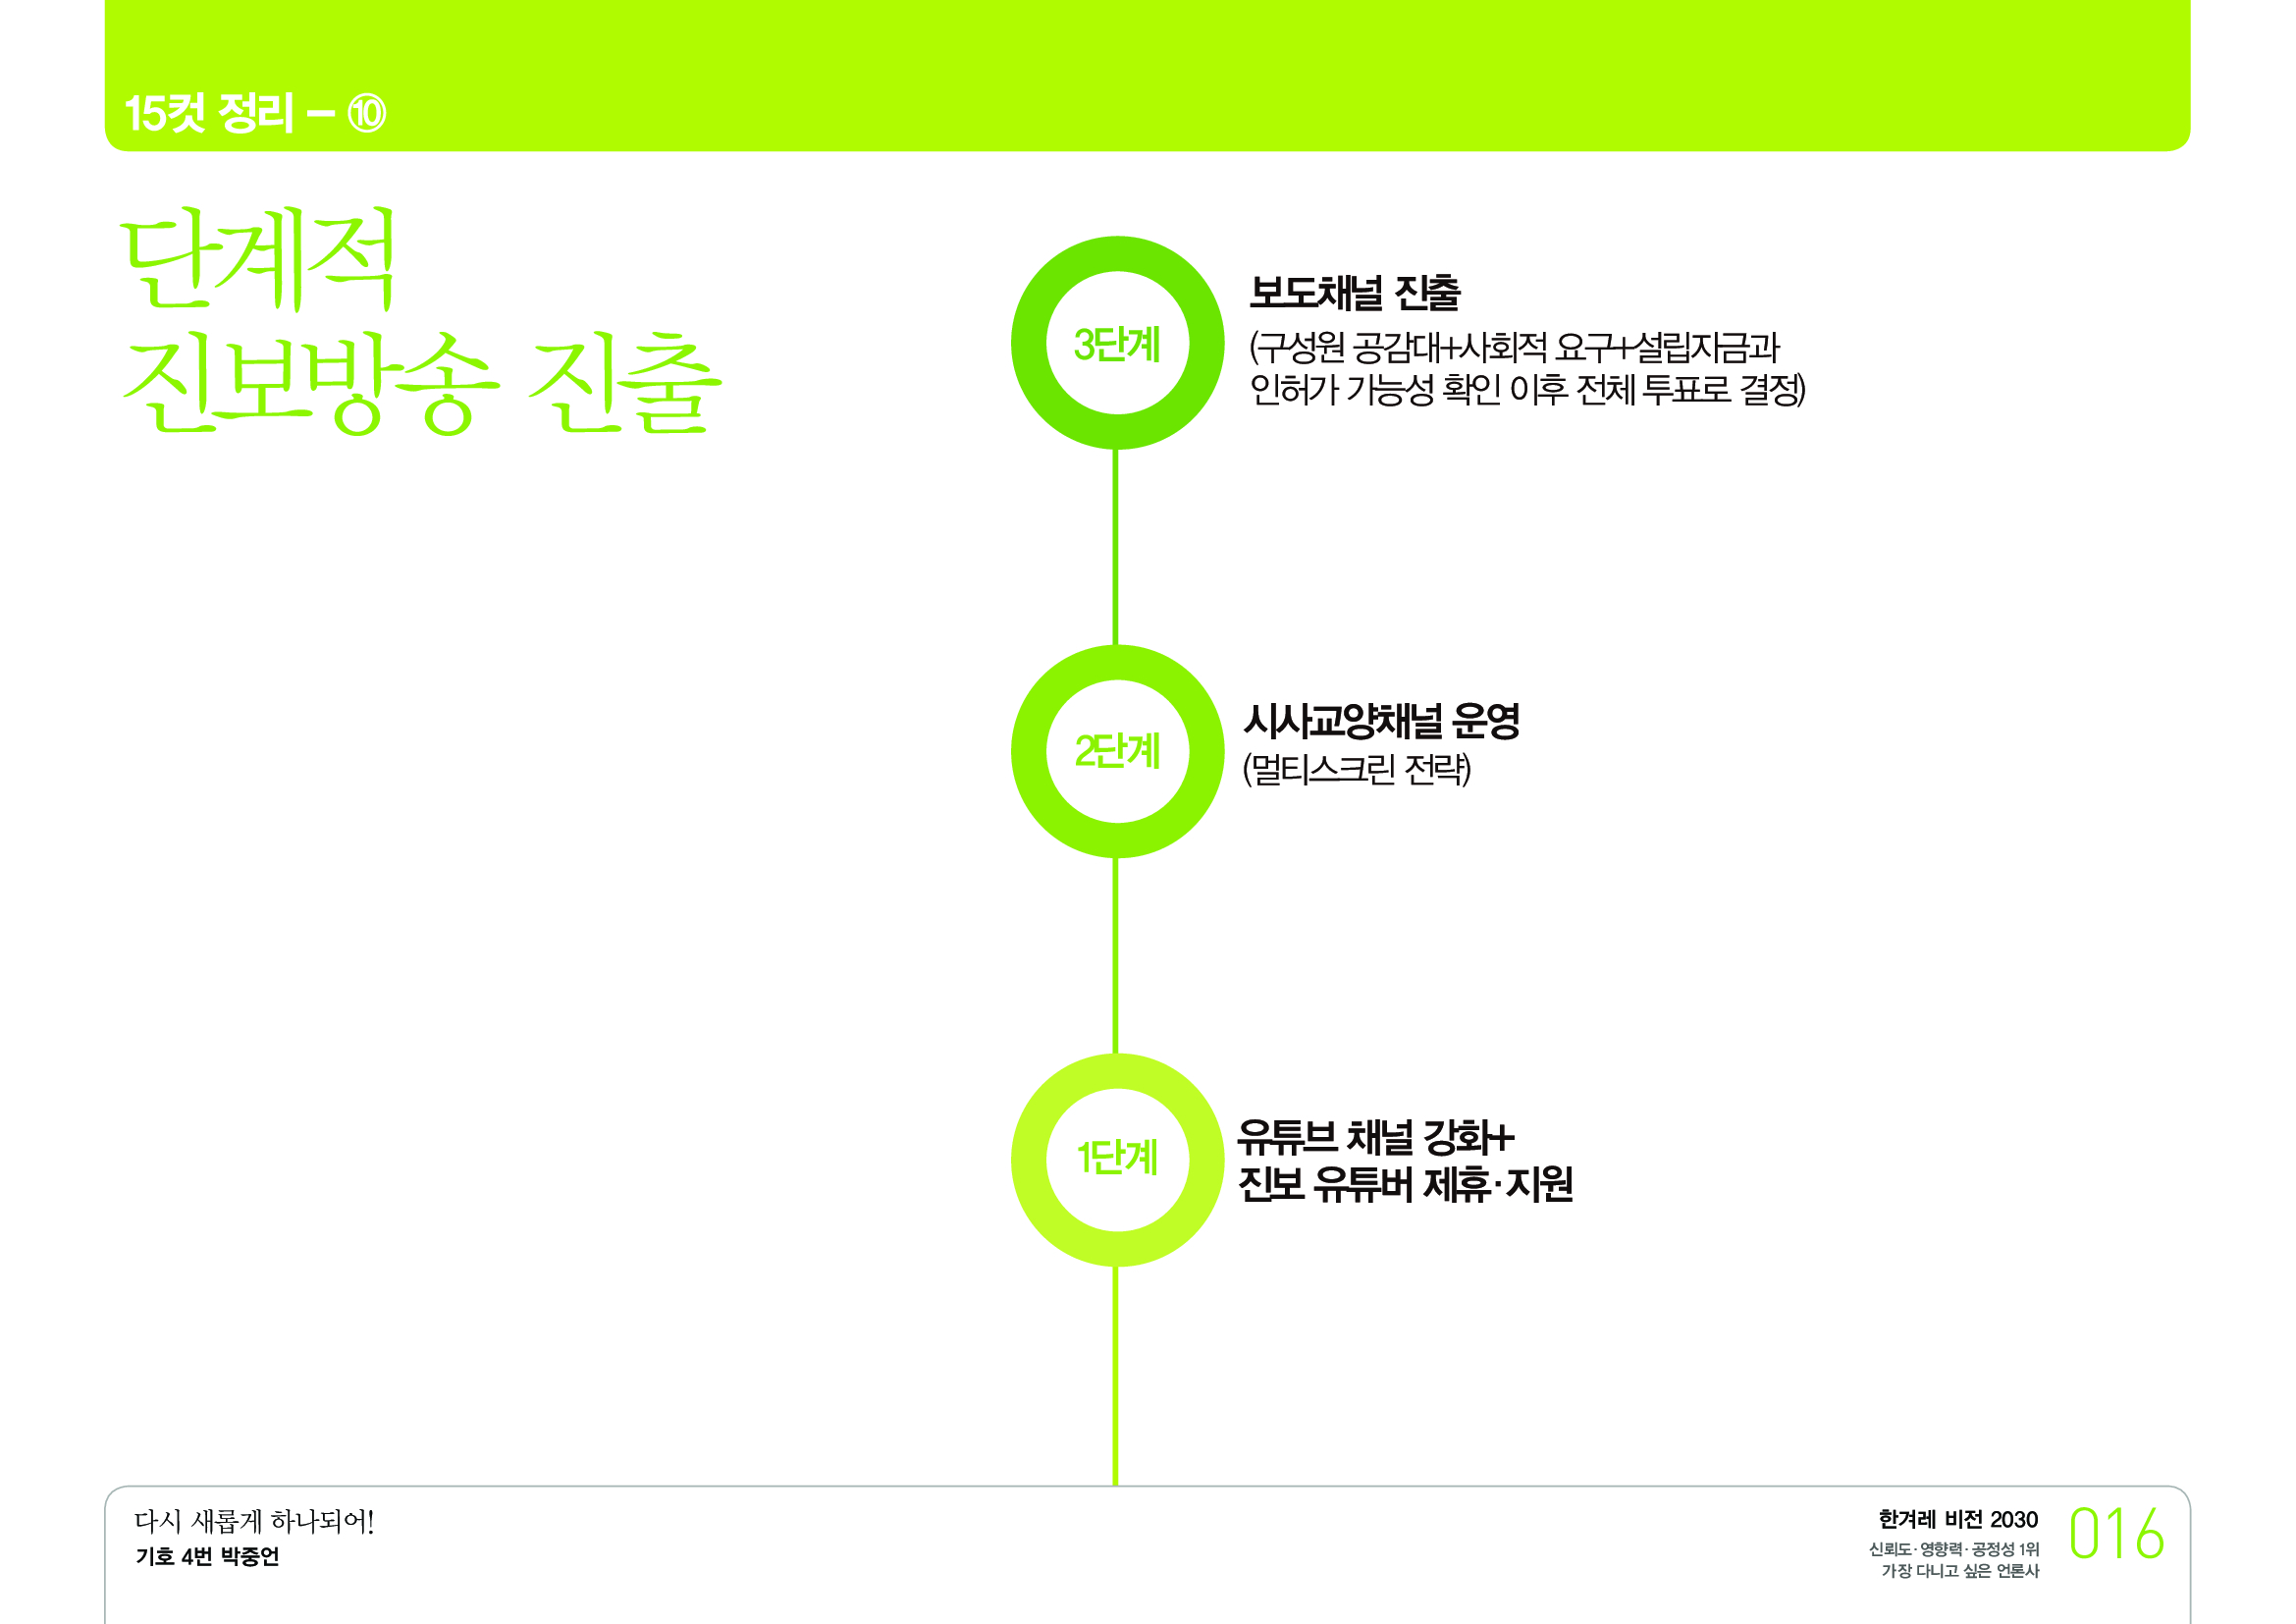 15컷 정리 – ⑩
단계적
진보방송 진출
3단계
보도채널 진출
(구성원 공감대+사회적 요구+설립자금과
인허가 가능성 확인 이후 전체 투표로 결정)
2단계
시사교양채널 운영
(멀티스크린 전략)
1단계
유튜브 채널 강화+
진보 유투버 제휴·지원
다시 새롭게 하나되어!
기호 4번 박중언
한겨레 비전 2030
신뢰도·영향력·공정성 1위
가장 다니고 싶은 언론사
016